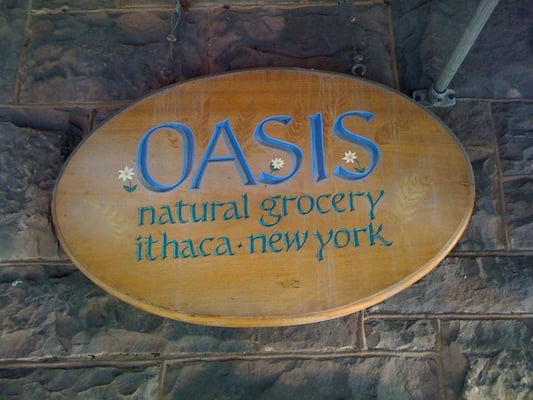 OASIS
natural grocery
ithaca · new york